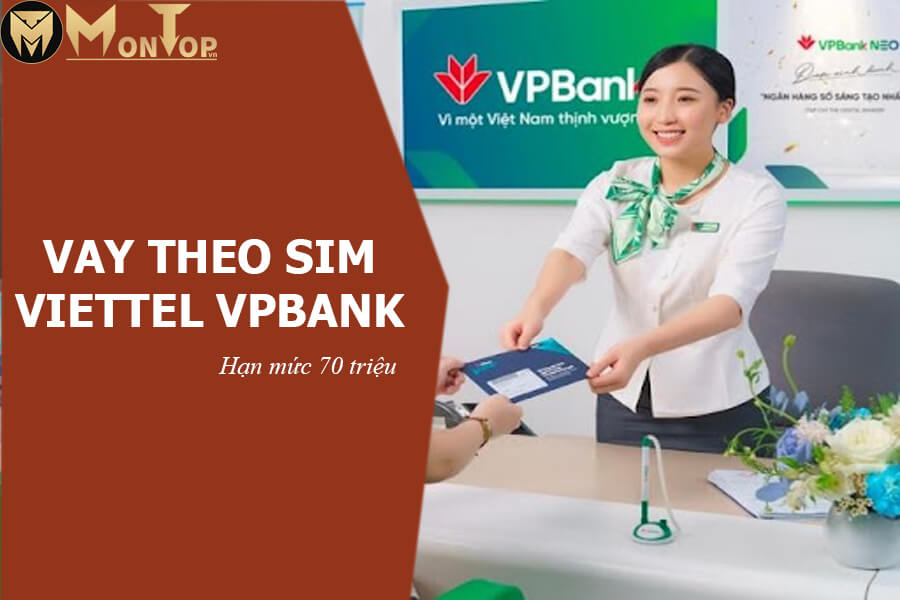 MONTOP.vn
VPBank
Vì một Việt Nam thịnh vượng
VPBank NEO
"NGÂN HÀNG SỐ SÁNG TẠO NHẤ
VAY THEO SIM
VIETTEL VPBANK
Hạn mức 70 triệu